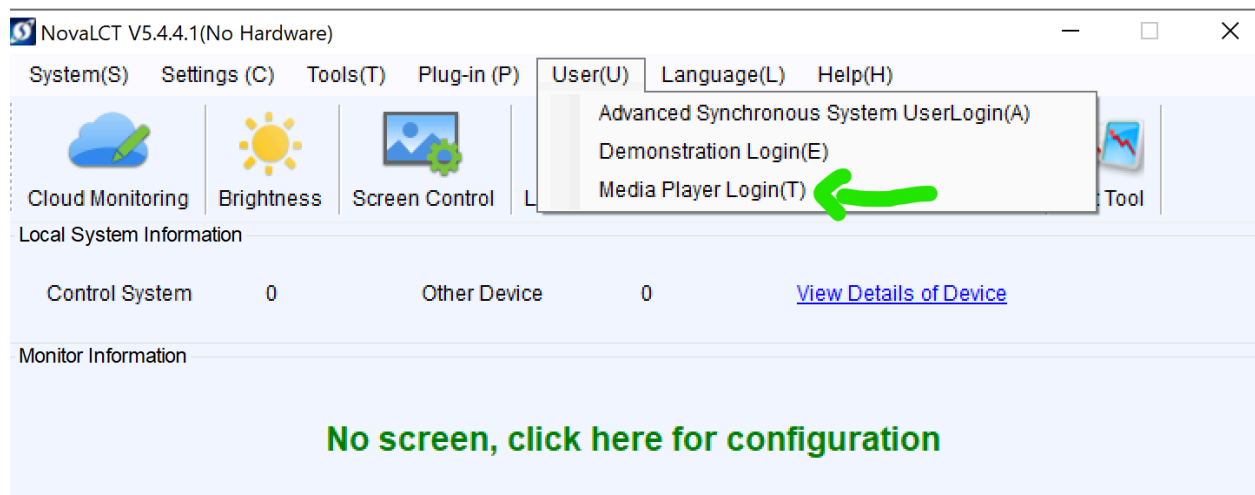 NovaLCT V5.4.4.1(No Hardware)
System(S) Settings (C) Tools(T) Plug-in (P) User(U) Language(L) Help(H)
Advanced Synchronous System UserLogin(A)
Demonstration Login(E)
Media Player Login(T)
Cloud Monitoring Brightness Screen Control L Tool
Local System Information
Control System 0 Other Device 0 View Details of Device
Monitor Information
No screen, click here for configuration